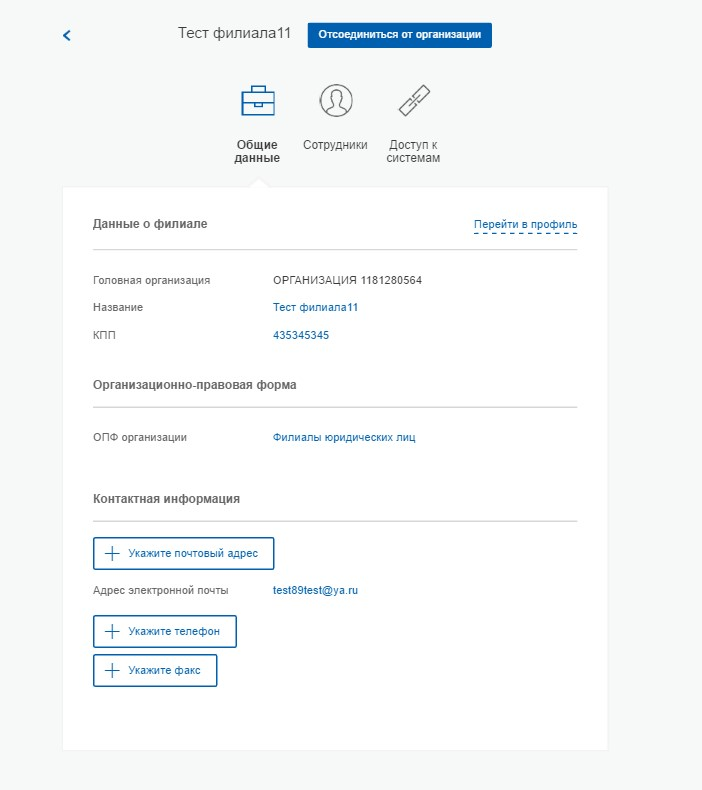 Тест филиала11
Отсоединиться от организации
Общие
данные
Сотрудники
Доступ к
системам
Данные о филиале
Перейти в профиль
Головная организация ОРГАНИЗАЦИЯ 1181280564
Название Тест филиала11
КПП 435345345
Организационно-правовая форма
ОПФ организации Филиалы юридических лиц
Контактная информация
Укажите почтовый адрес
Адрес электронной почты test89test@ya.ru
Укажите телефон
Укажите факс